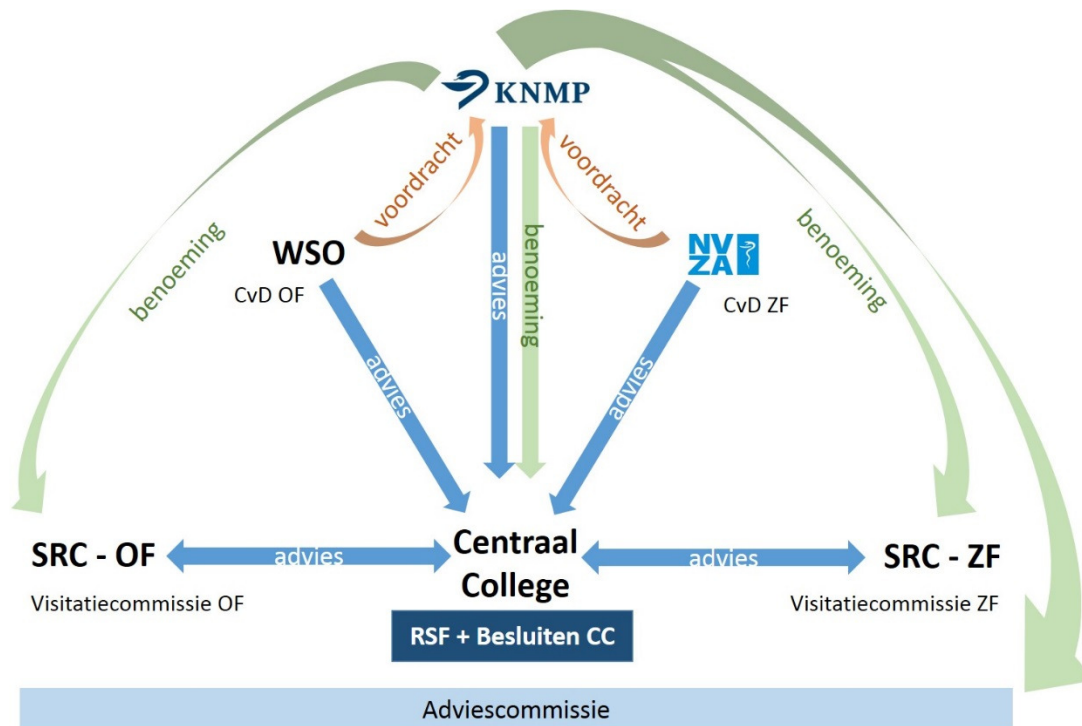 KNMP
voordracht
voordracht
benoeming
WSO
CvD OF
advies
benoeming
NV
ZA
CvD ZF
benoeming
advies
advies
SRC - OF
advies
Centraal
College
advies
SRC - ZF
Visitatiecommissie OF
Visitatiecommissie ZF
RSF + Besluiten CC
Adviescommissie